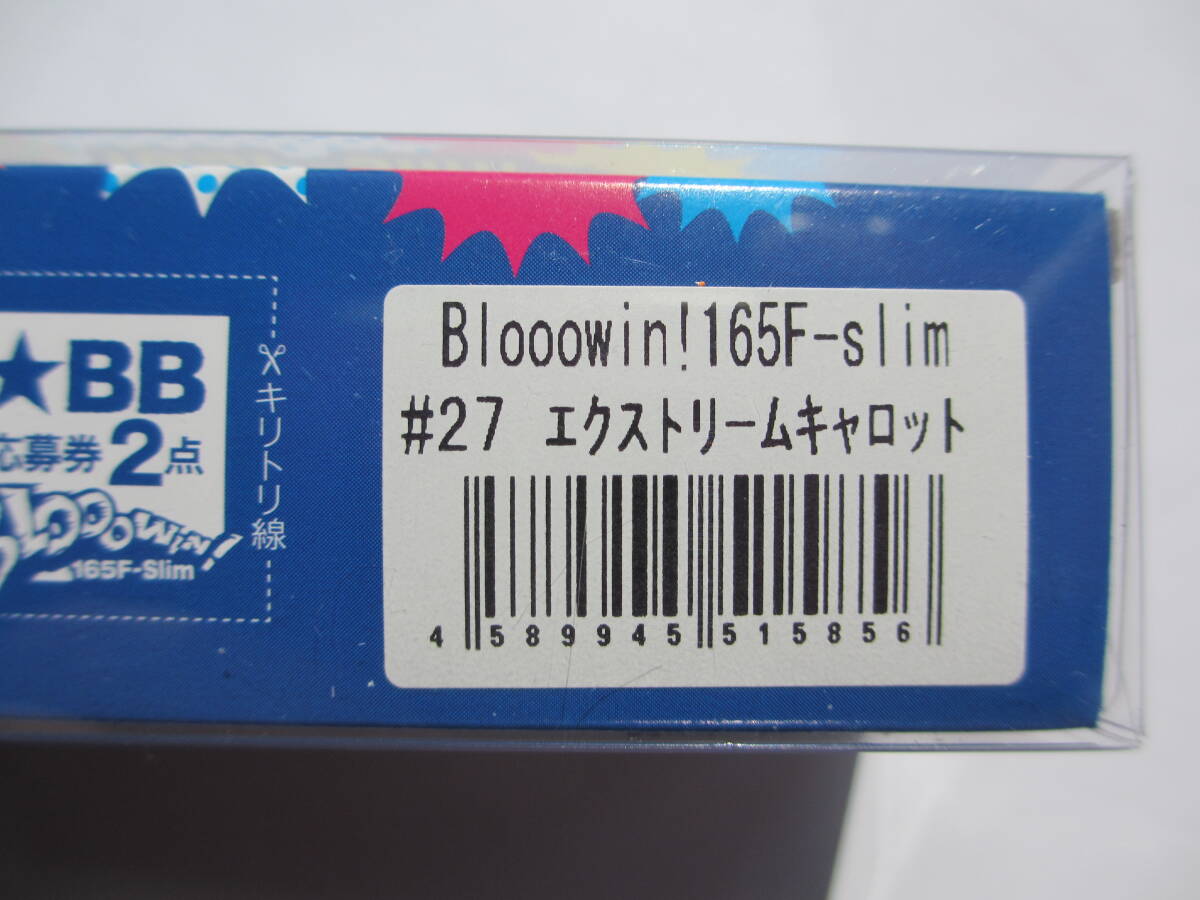 ★BB
応募券2点
Blooowin!
165F-Slim
キリトリ線
Blooowin!165F-slim
#27 エクストリームキャロット
4 589945 515856